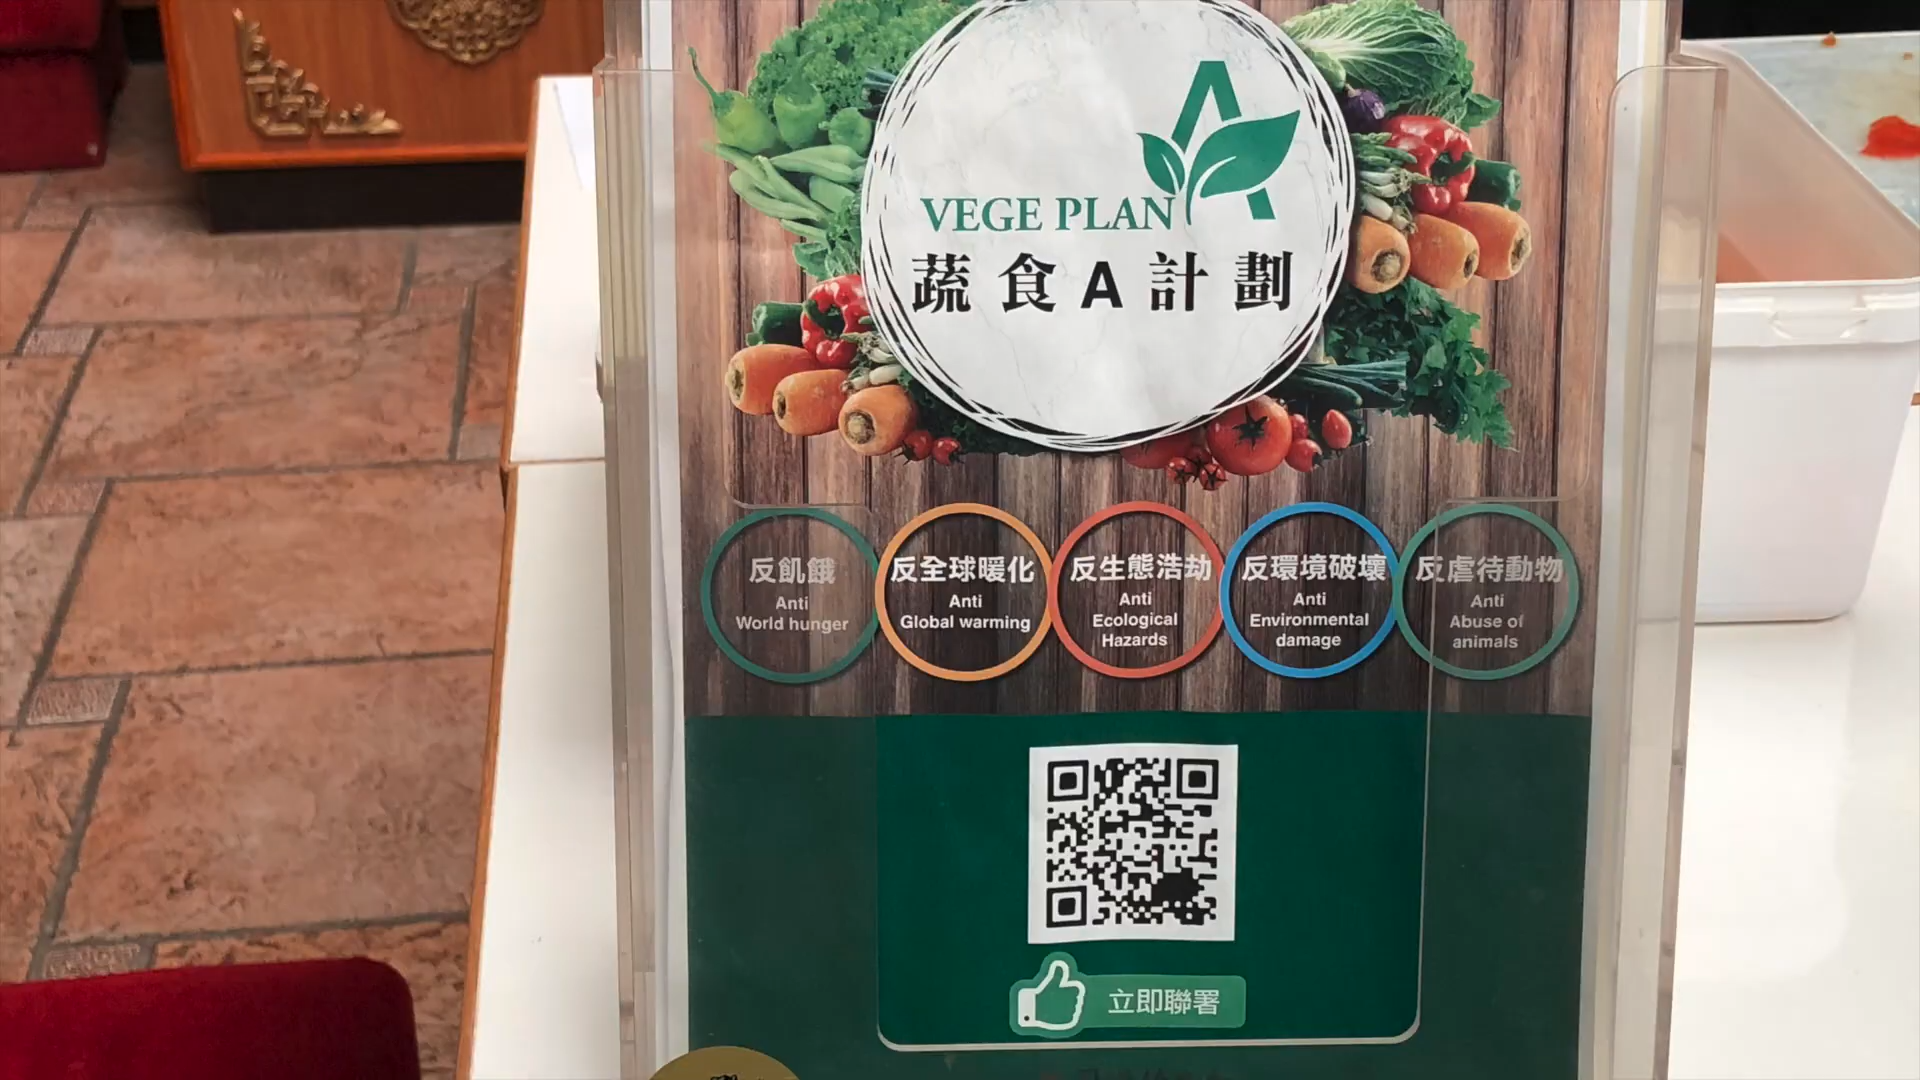 VEGE PLAN A
蔬食A計劃
反飢餓
Anti
World hunger
反全球暖化
Anti
Global warming
反生態浩劫
Anti
Ecological
Hazards
反環境破壞
Anti
Environmental
damage
反虐待動物
Anti
Abuse of
animals
立即聯署